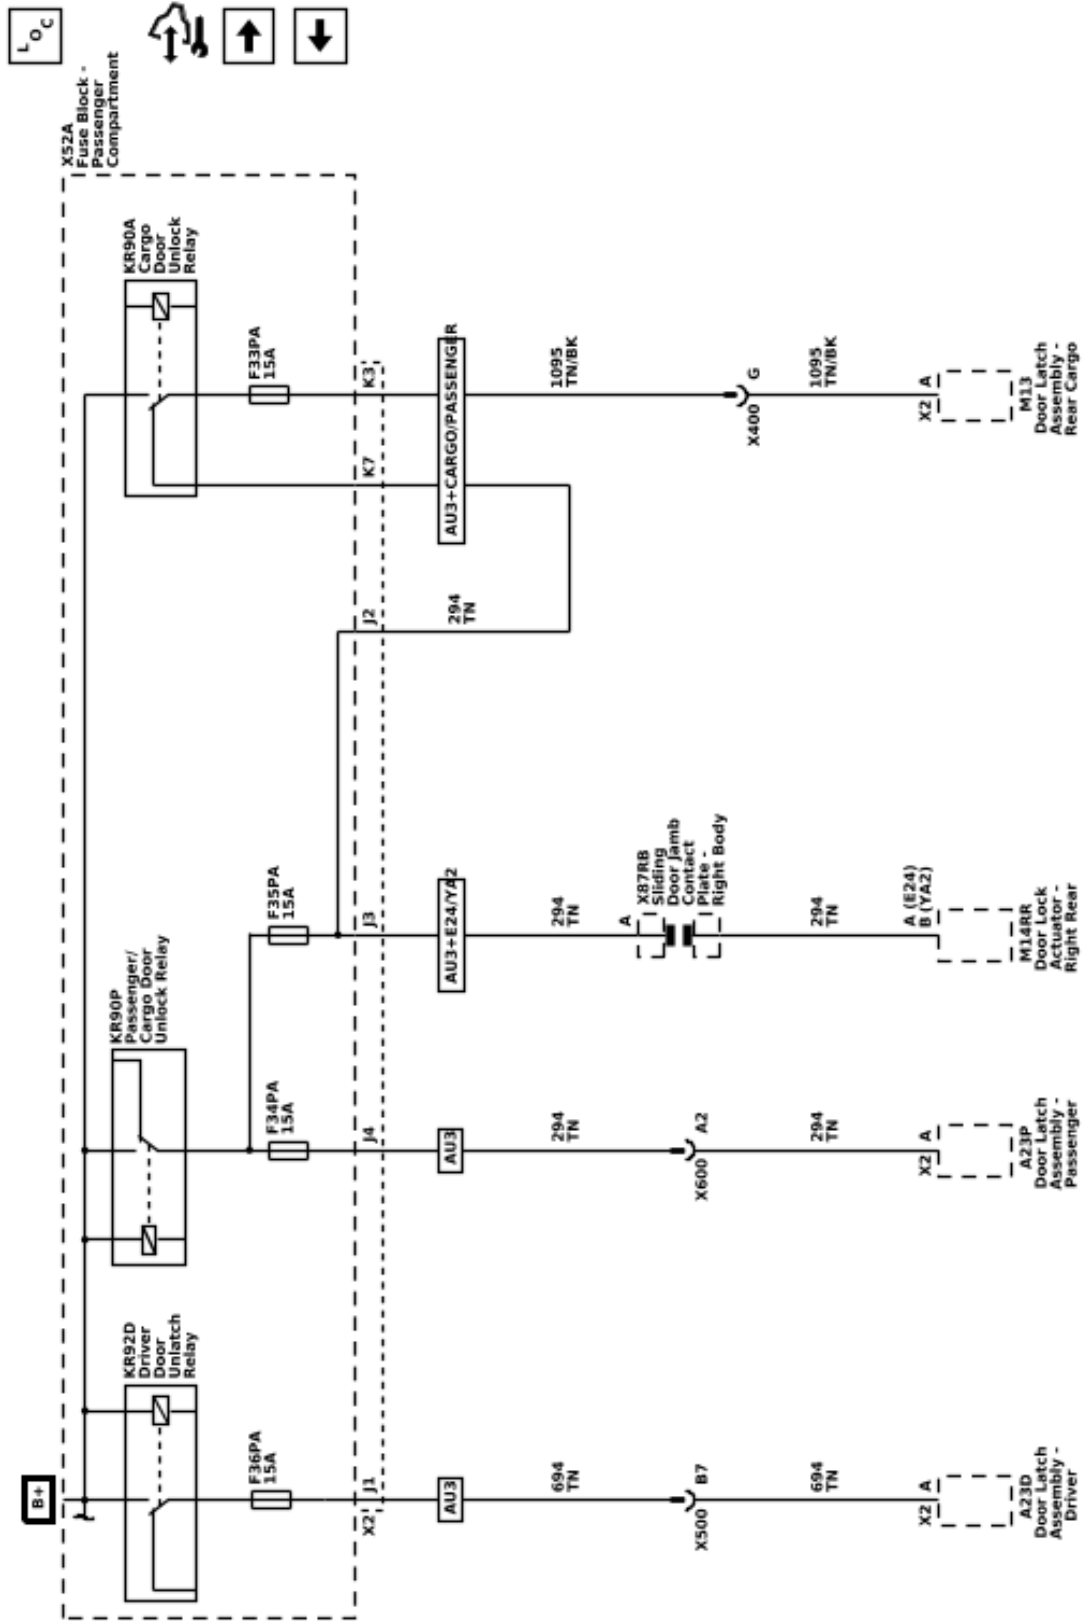 LOC
B+
X52A
Fuse Block -
Passenger
Compartment
KR92D
Driver
Door
Unlatch
Relay
KR90P
Passenger/
Cargo Door
Unlock Relay
KR90A
Cargo
Door
Unlock
Relay
F36PA
15A
F34PA
15A
F35PA
15A
F33PA
15A
X2
J1
J4
J3
J2
K7
K3
AU3
AU3
AU3+E24/YA2
AU3+CARGO/PASSENGER
694
TN
294
TN
294
TN
294
TN
1095
TN/BK
X500
B7
X600
A2
A
X87RB
Sliding
Door Jamb
Contact
Plate -
Right Body
X400
G
694
TN
294
TN
294
TN
1095
TN/BK
X2
A
X2
A
A (E24)
B (YA2)
X2
A
A23D
Door Latch
Assembly -
Driver
A23P
Door Latch
Assembly -
Passenger
M14RR
Door Lock
Actuator -
Right Rear
M13
Door Latch
Assembly -
Rear Cargo